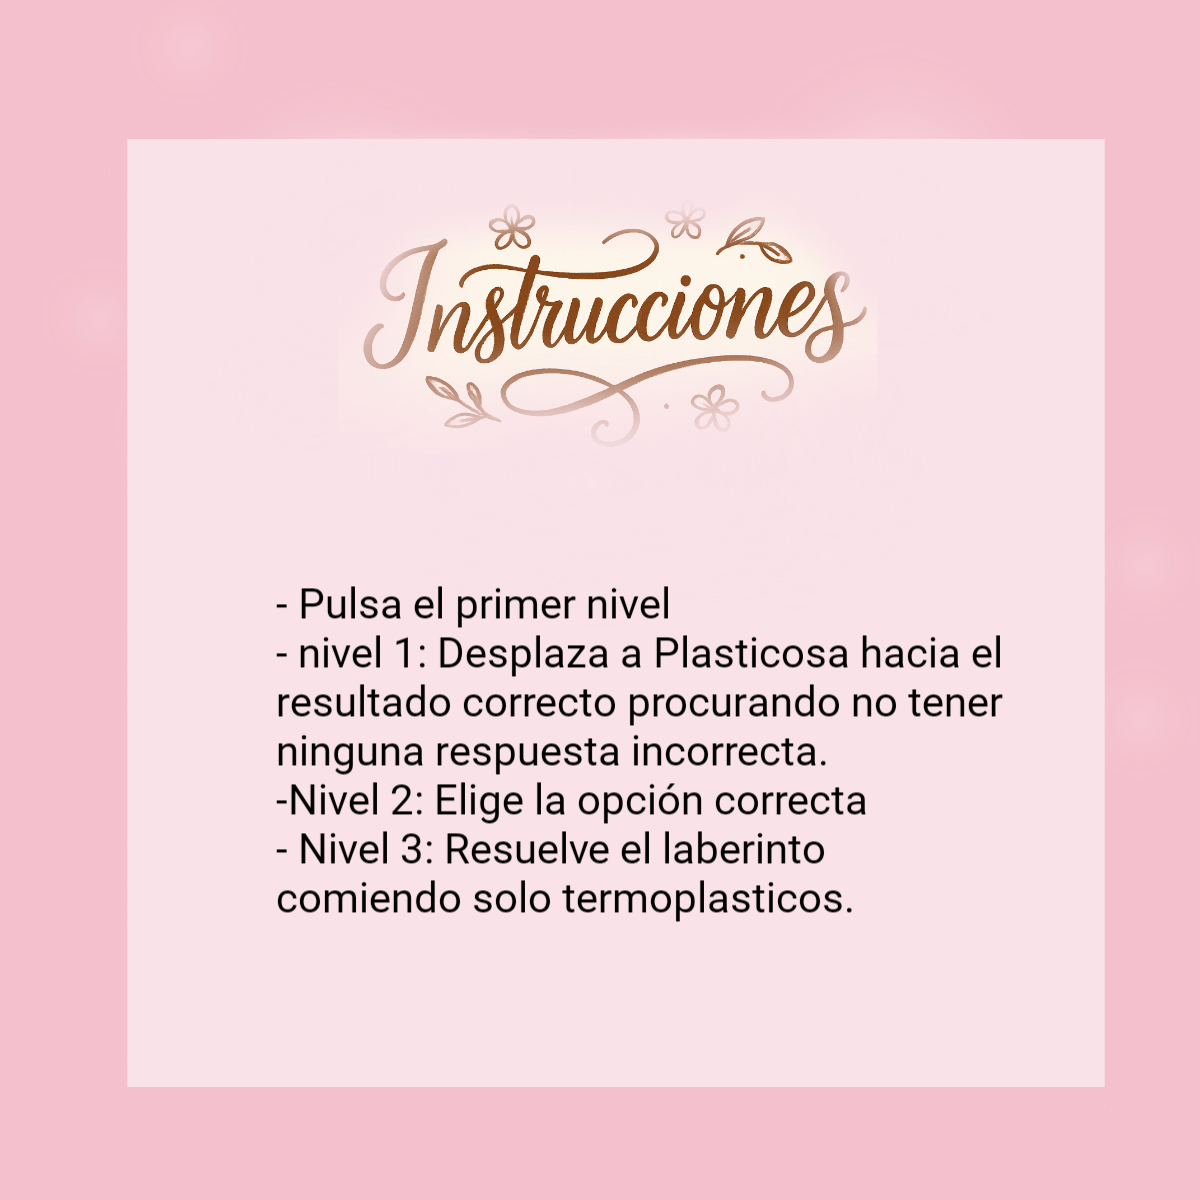 Instrucciones
- Pulsa el primer nivel
- nivel 1: Desplaza a Plasticosa hacia el
resultado correcto procurando no tener
ninguna respuesta incorrecta.
-Nivel 2: Elige la opción correcta
- Nivel 3: Resuelve el laberinto
comiendo solo termoplasticos.